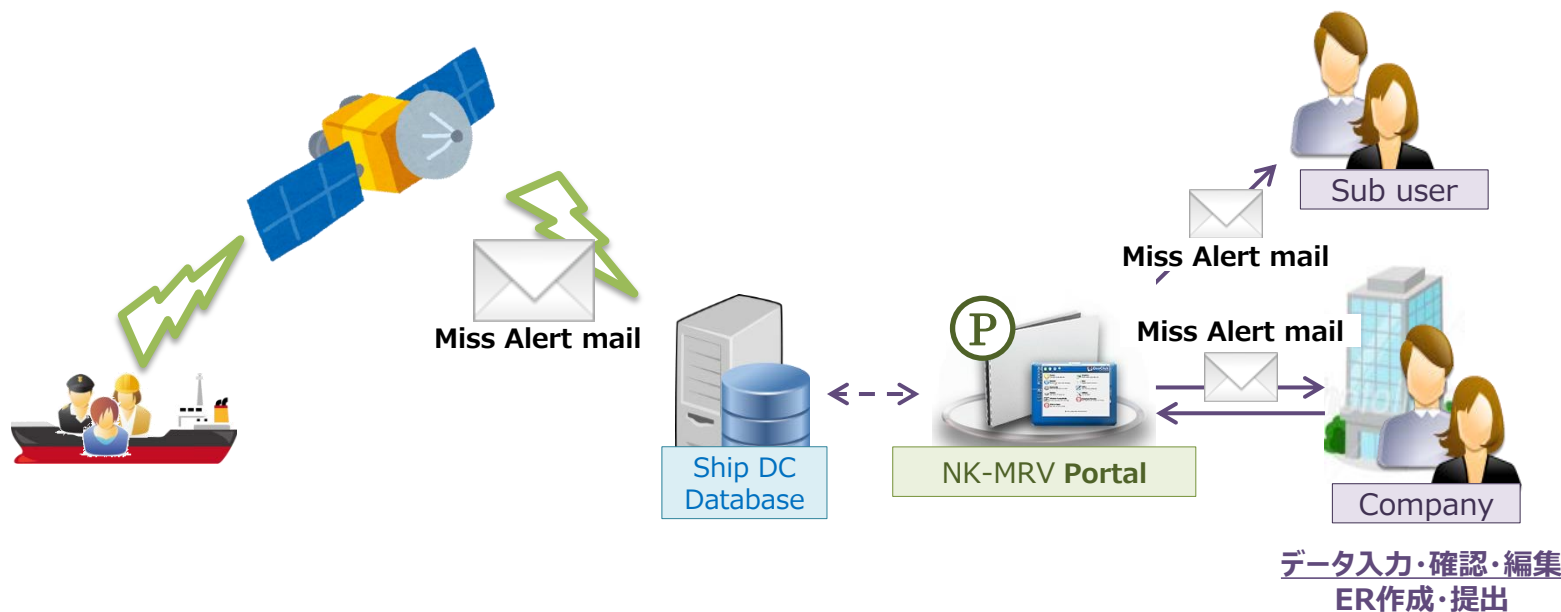 Sub user
Miss Alert mail
Miss Alert mail
Miss Alert mail
P
Ship DC
Database
NK-MRV Portal
Company
データ入力・確認・編集
ER作成・提出